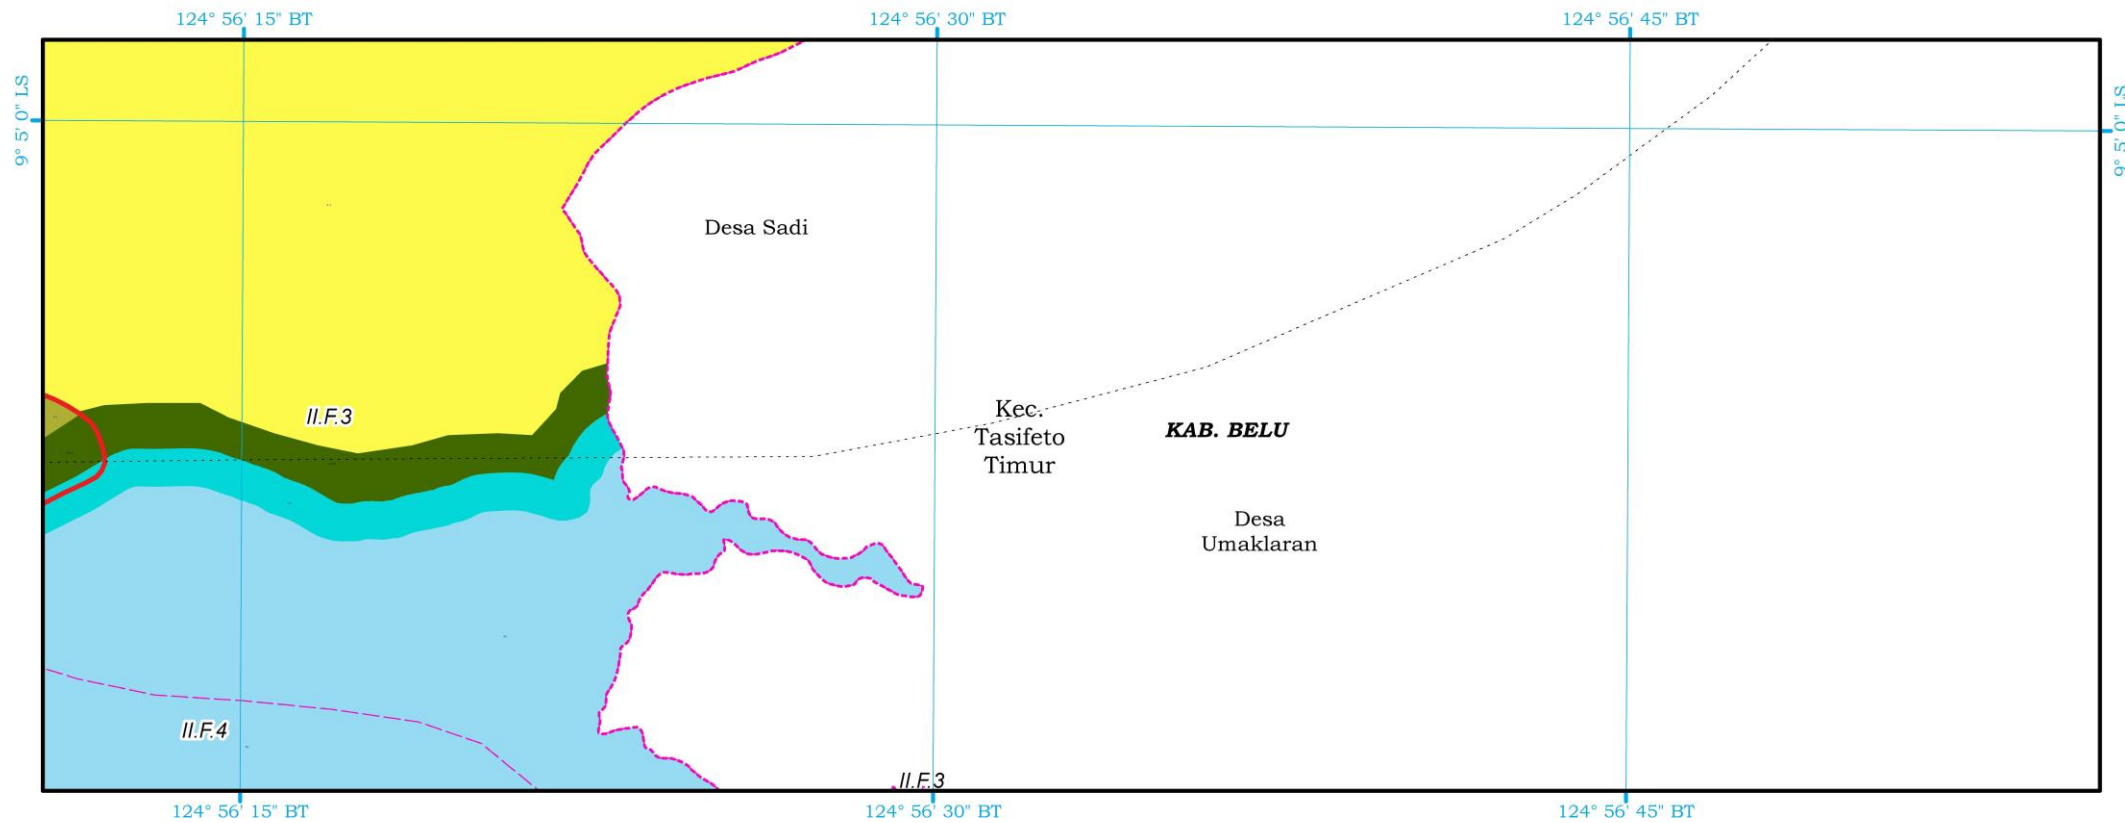 124° 56' 15" BT
124° 56' 30" BT
124° 56' 45" BT
9° 5' 0" LS
9° 5' 0" LS
Desa Sadi
II.F.3
Kec.
Tasifeto
Timur
KAB. BELU
Desa
Umaklaran
II.F.4
II.F.3
124° 56' 15" BT
124° 56' 30" BT
124° 56' 45" BT